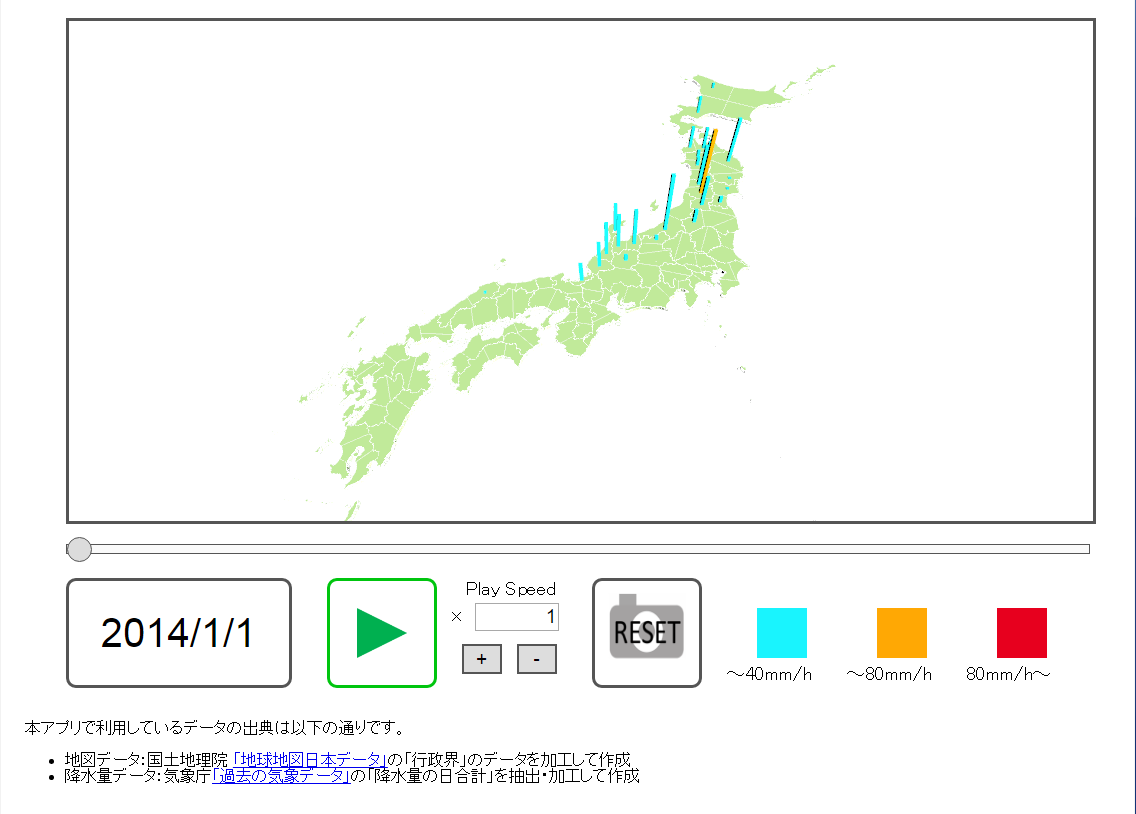 2014/1/1
Play Speed
× 1
+ -
RESET
～40mm/h ～80mm/h 80mm/h～
本アプリで利用しているデータの出典は以下の通りです。
• 地図データ：国土地理院 「地球地図日本データ」の「行政界」のデータを加工して作成
• 降水量データ：気象庁「過去の気象データ」の「降水量の日合計」を抽出・加工して作成